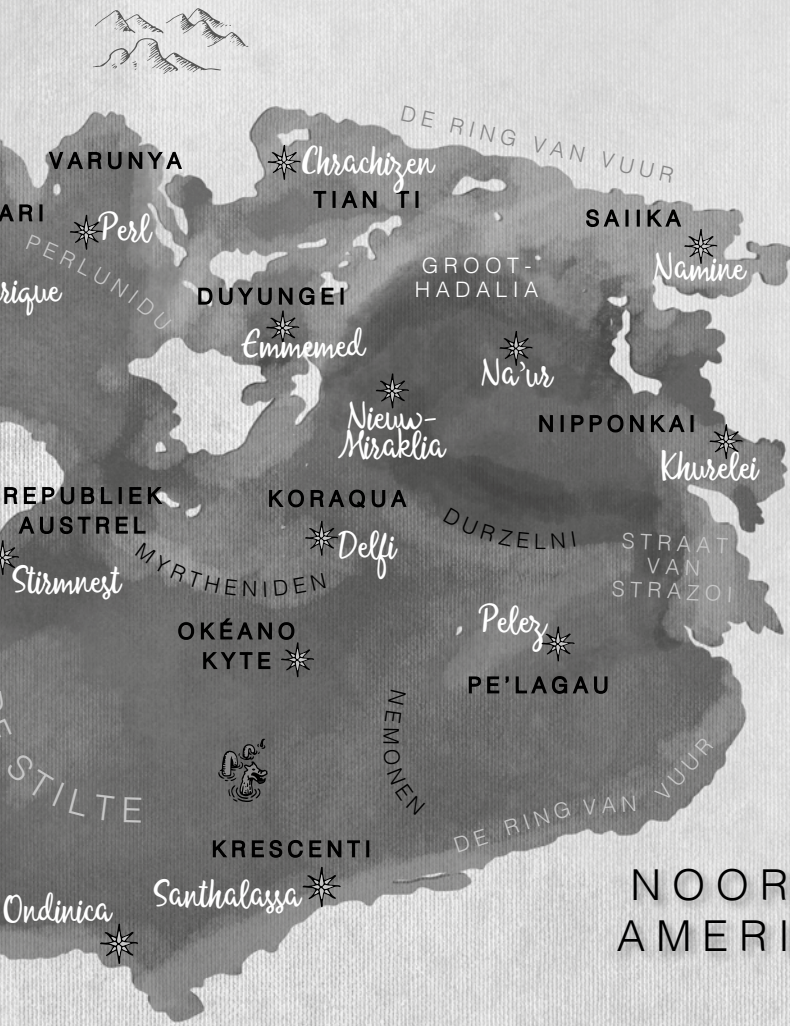 DE RING VAN VUUR
VARUNYA
Chrachizen
TIAN TI
ARI
Perl
SAIIKA
PERLUNIDU
Namine
GROOT-
HADALIA
rique
DUYUNGEI
Emmemed
Na'ur
Nieuw-
Miraklia
NIPPONKAI
Khurelei
REPUBLIEK
AUSTREL
KORAQUA
DURZELNI
Delfi
STRAAT
VAN
STRAZOI
MYRTHENIDEN
Stirmnest
OKÉANO
KYTE
Pelez
PE'LAGAU
NEMONEN
STILTE
DE RING VAN VUUR
KRESCENTI
Santhalassa
Ondinica
NOOR
AMERI